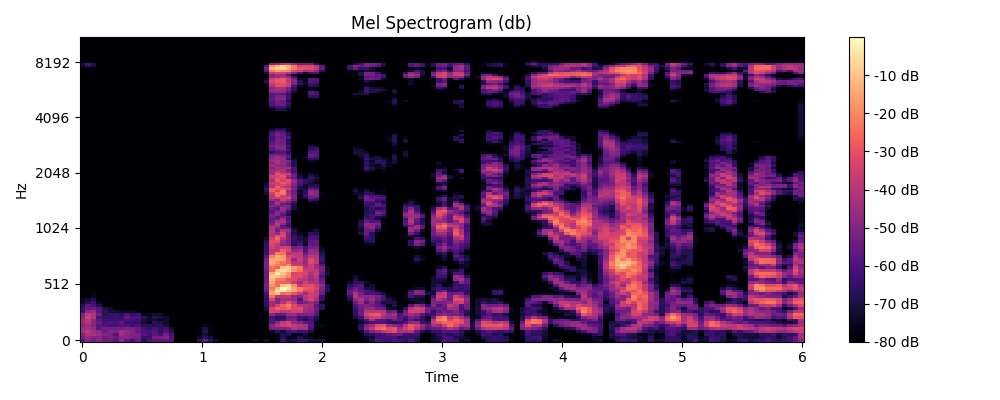 Mel Spectrogram (db)
Hz
8192
4096
2048
1024
512
0
0 1 2 3 4 5 6
Time
-10 dB
-20 dB
-30 dB
-40 dB
-50 dB
-60 dB
-70 dB
-80 dB